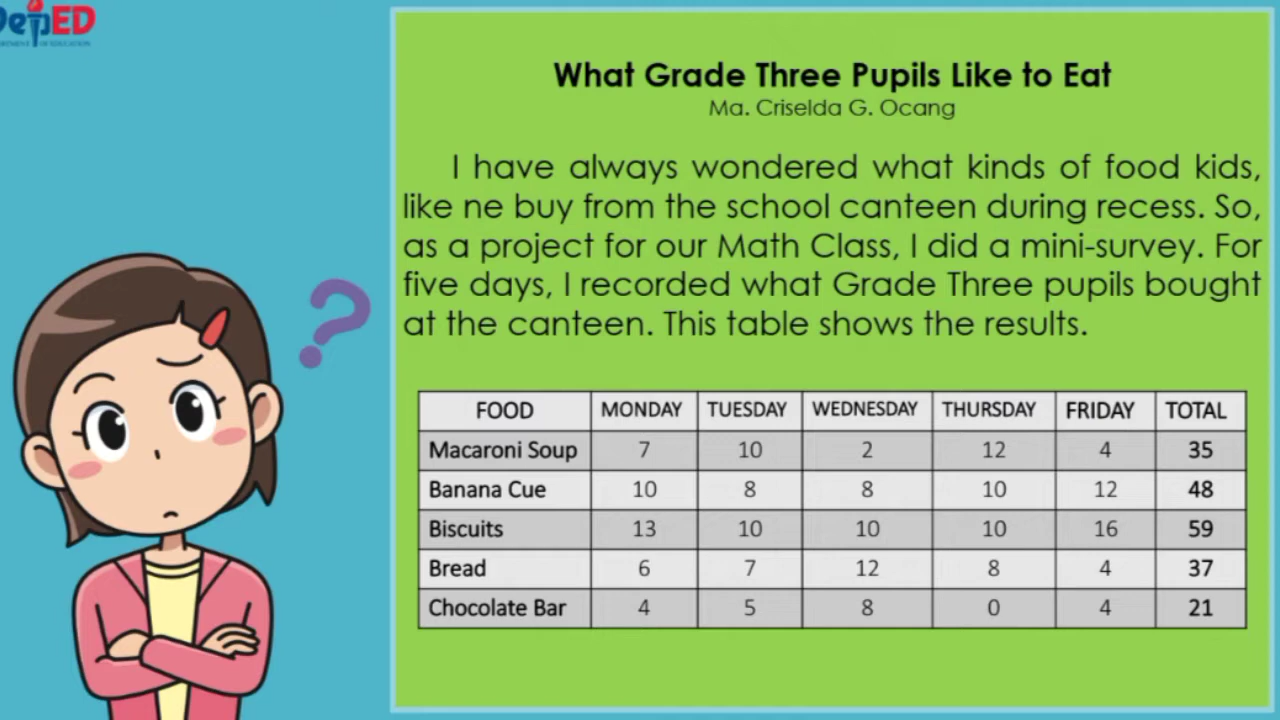 DepED
DEPARTMENT OF EDUCATION
What Grade Three Pupils Like to Eat
Ma. Criselda G. Ocang
I have always wondered what kinds of food kids,
like ne buy from the school canteen during recess. So,
as a project for our Math Class, I did a mini-survey. For
five days, I recorded what Grade Three pupils bought
at the canteen. This table shows the results.
?
FOOD MONDAY TUESDAY WEDNESDAY THURSDAY FRIDAY TOTAL
Macaroni Soup 7 10 2 12 4 35
Banana Cue 10 8 8 10 12 48
Biscuits 13 10 10 10 16 59
Bread 6 7 12 8 4 37
Chocolate Bar 4 5 8 0 4 21